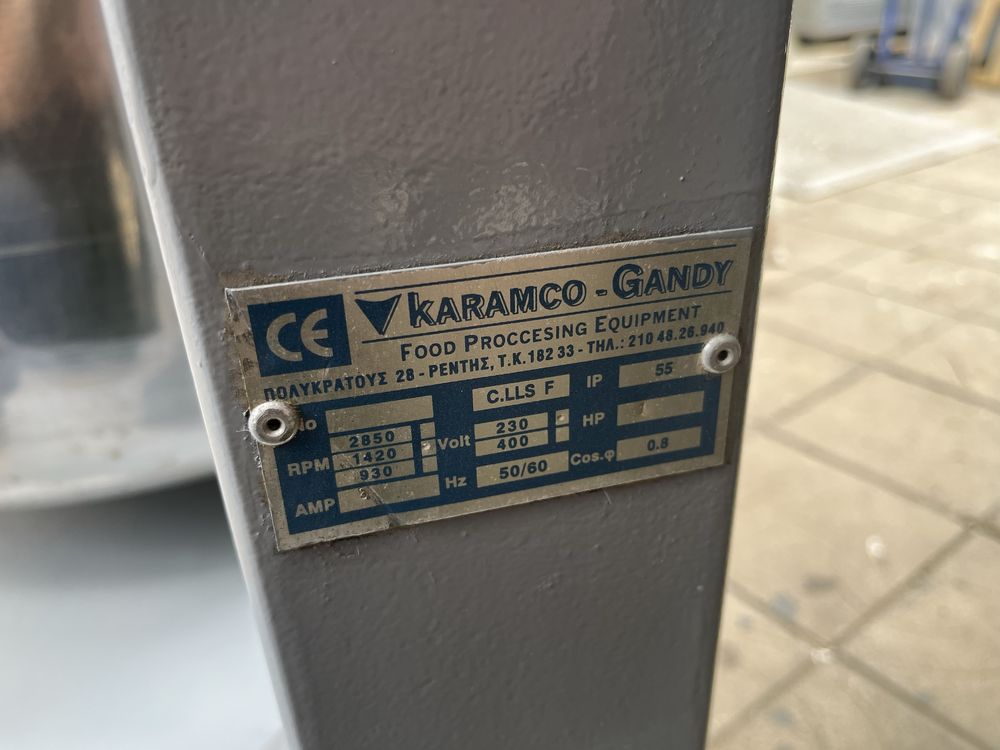 CE
KARAMCO - GANDY
FOOD PROCCESING EQUIPMENT
ΠΟΛΥΚΡΑΤΟΥΣ 28 - ΡΕΝΤΗΣ, Τ.Κ. 182 33 - ΤΗΛ.: 210 48.26.940
No C.LLS F IP 55
RPM 2850 1420 930 Volt 230 400 HP
AMP Hz 50/60 Cos.φ. 0.8